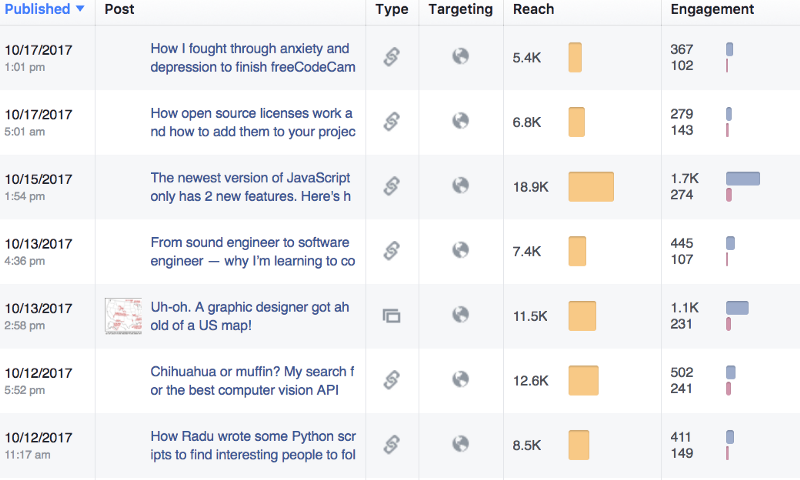 Published Post Type Targeting Reach Engagement
10/17/2017 How I fought through anxiety and 367
1:01 pm depression to finish freeCodeCam 5.4K 102
10/17/2017 How open source licenses work a 279
5:01 am nd how to add them to your projec 6.8K 143
10/15/2017 The newest version of JavaScript 1.7K
1:54 pm only has 2 new features. Here's h 18.9K 274
10/13/2017 From sound engineer to software 445
4:36 pm engineer — why I'm learning to co 7.4K 107
10/13/2017 Uh-oh. A graphic designer got ah 1.1K
2:58 pm old of a US map! 11.5K 231
10/12/2017 Chihuahua or muffin? My search f 502
5:52 pm or the best computer vision API 12.6K 241
10/12/2017 How Radu wrote some Python scr 411
11:17 am ipts to find interesting people to fol 8.5K 149